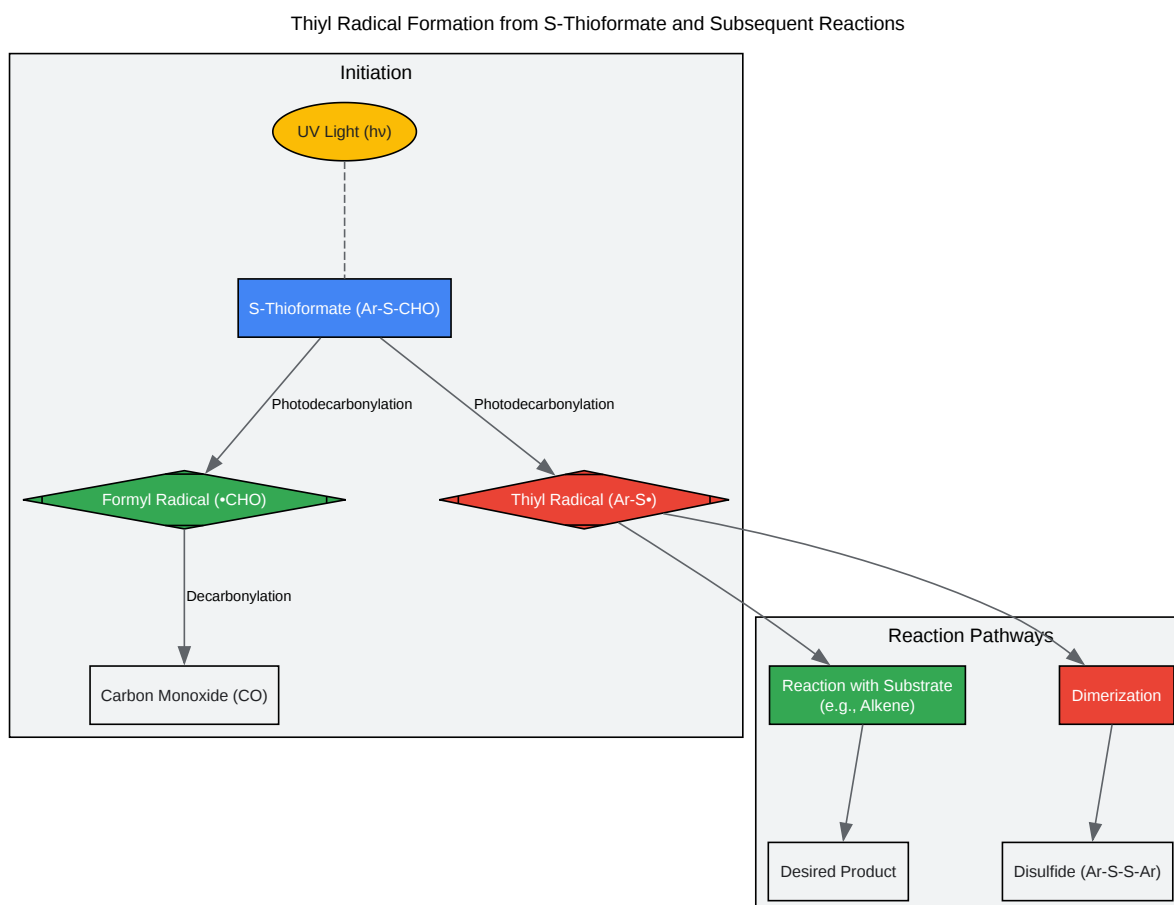 Thiyl Radical Formation from S-Thioformate and Subsequent Reactions
Initiation
UV Light (hν)
S-Thioformate (Ar-S-CHO)
Photodecarbonylation
Photodecarbonylation
Formyl Radical (•CHO)
Thiyl Radical (Ar-S•)
Decarbonylation
Carbon Monoxide (CO)
Reaction Pathways
Reaction with Substrate
(e.g., Alkene)
Dimerization
Desired Product
Disulfide (Ar-S-S-Ar)